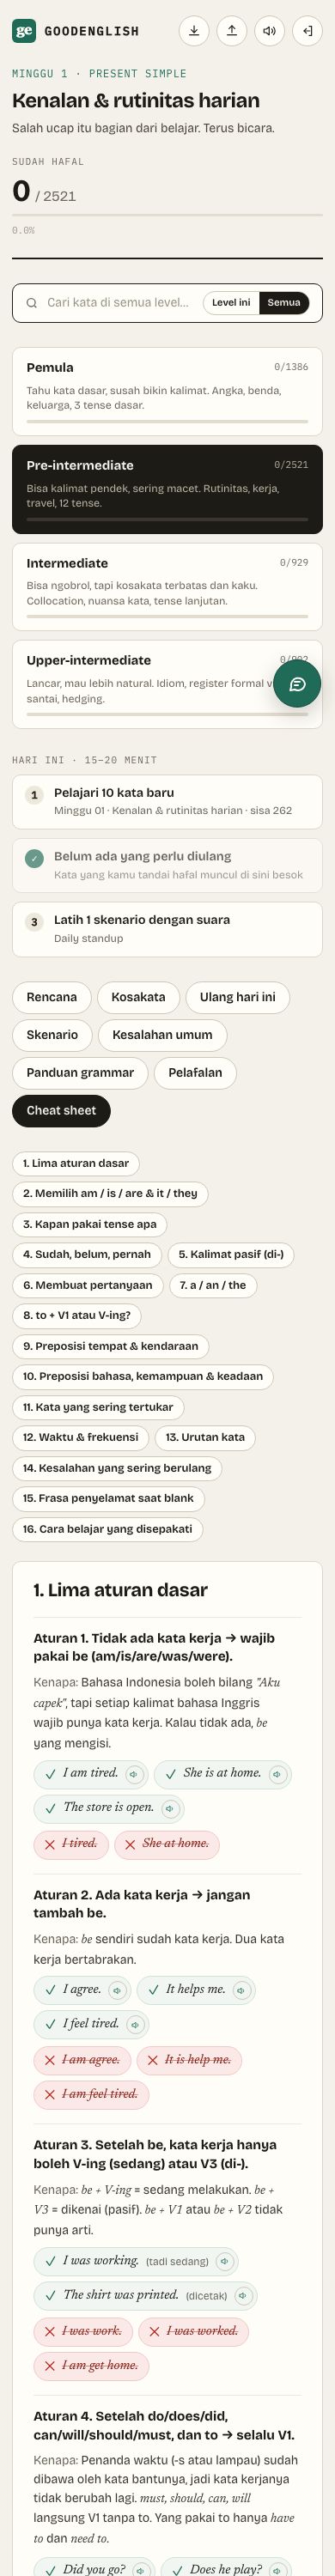 ge GOODENGLISH
MINGGU 1 · PRESENT SIMPLE
Kenalan & rutinitas harian
Salah ucap itu bagian dari belajar. Terus bicara.
SUDAH HAFAL
0 / 2521
0.0%
Cari kata di semua level... Level ini Semua
Pemula 0/1386
Tahu kata dasar, susah bikin kalimat. Angka, benda,
keluarga, 3 tense dasar.
Pre-intermediate 0/2521
Bisa kalimat pendek, sering macet. Rutinitas, kerja,
travel, 12 tense.
Intermediate 0/929
Bisa ngobrol, tapi kosakata terbatas dan kaku.
Collocation, nuansa kata, tense lanjutan.
Upper-intermediate
Lancar, mau lebih natural. Idiom, register formal
santai, hedging.
HARI INI · 15–20 MENIT
1 Pelajari 10 kata baru
Minggu 01 · Kenalan & rutinitas harian · sisa 262
✓ Belum ada yang perlu diulang
Kata yang kamu tandai hafal muncul di sini besok
3 Latih 1 skenario dengan suara
Daily standup
Rencana Kosakata Ulang hari ini
Skenario Kesalahan umum
Panduan grammar Pelafalan
Cheat sheet
1. Lima aturan dasar
2. Memilih am / is / are & it / they
3. Kapan pakai tense apa
4. Sudah, belum, pernah 5. Kalimat pasif (di-)
6. Membuat pertanyaan 7. a / an / the
8. to + V1 atau V-ing?
9. Preposisi tempat & kendaraan
10. Preposisi bahasa, kemampuan & keadaan
11. Kata yang sering tertukar
12. Waktu & frekuensi 13. Urutan kata
14. Kesalahan yang sering berulang
15. Frasa penyelamat saat blank
16. Cara belajar yang disepakati
1. Lima aturan dasar
Aturan 1. Tidak ada kata kerja → wajib
pakai be (am/is/are/was/were).
Kenapa: Bahasa Indonesia boleh bilang "Aku
capek", tapi setiap kalimat bahasa Inggris
wajib punya kata kerja. Kalau tidak ada, be
yang mengisi.
✓ I am tired. ✓ She is at home.
✓ The store is open.
✕ I tired. ✕ She at home.
Aturan 2. Ada kata kerja → jangan
tambah be.
Kenapa: be sendiri sudah kata kerja. Dua kata
kerja bertabrakan.
✓ I agree. ✓ It helps me.
✓ I feel tired.
✕ I am agree. ✕ It is help me.
✕ I am feel tired.
Aturan 3. Setelah be, kata kerja hanya
boleh V-ing (sedang) atau V3 (di-).
Kenapa: be + V-ing = sedang melakukan. be +
V3 = dikenai (pasif). be + V1 atau be + V2 tidak
punya arti.
✓ I was working. (tadi sedang)
✓ The shirt was printed. (dicetak)
✕ I was work. ✕ I was worked.
✕ I am get home.
Aturan 4. Setelah do/does/did,
can/will/should/must, dan to → selalu V1.
Kenapa: Penanda waktu (-s atau lampau) sudah
dibawa oleh kata bantunya, jadi kata kerjanya
tidak berubah lagi. must, should, can, will
langsung V1 tanpa to. Yang pakai to hanya have
to dan need to.
✓ Did you go? ✓ Does he play?